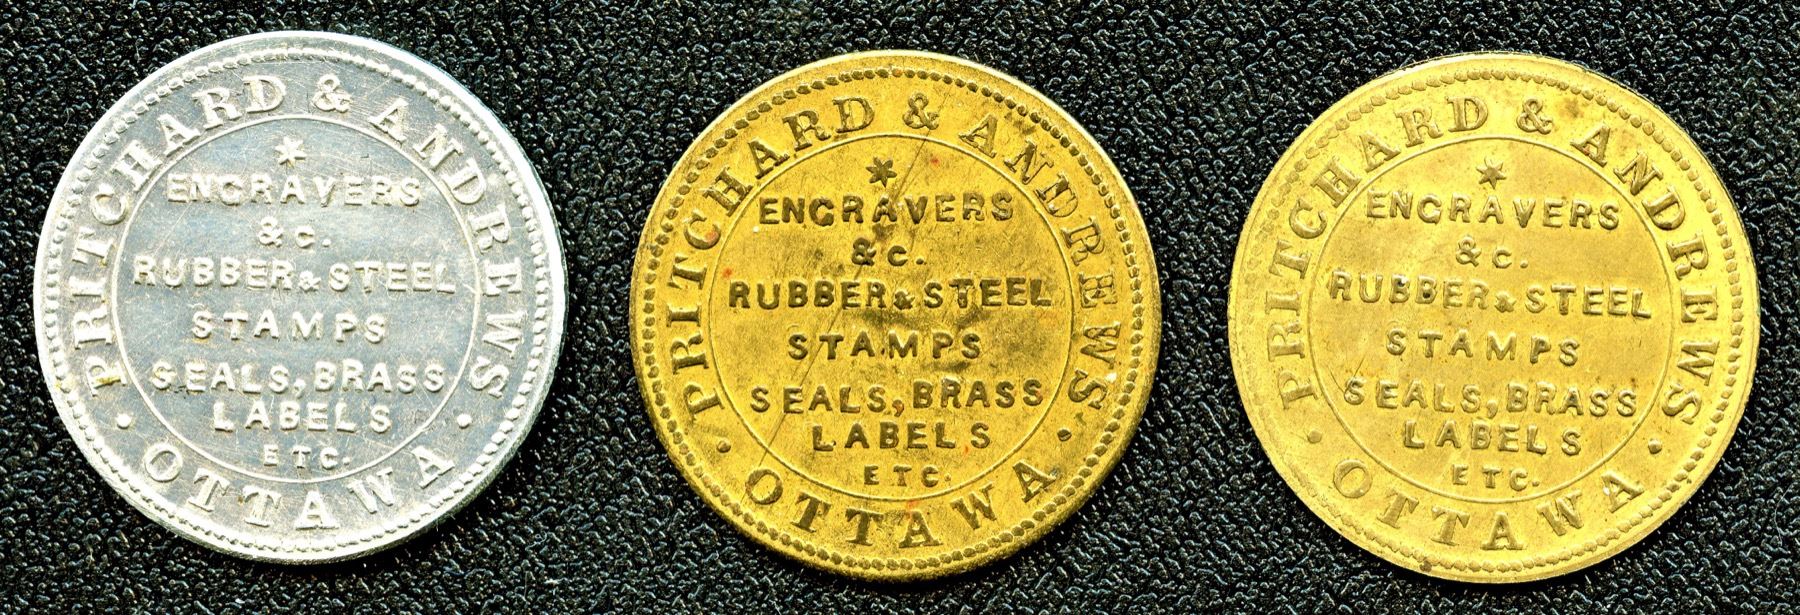 PRITCHARD & ANDREWS
*
ENGRAVERS
&c.
RUBBER & STEEL
STAMPS
SEALS, BRASS
LABELS
ETC.
• OTTAWA •
PRITCHARD & ANDREWS
*
ENGRAVERS
&c.
RUBBER & STEEL
STAMPS
SEALS, BRASS
LABELS
ETC.
• OTTAWA •
PRITCHARD & ANDREWS
*
ENGRAVERS
&c.
RUBBER & STEEL
STAMPS
SEALS, BRASS
LABELS
ETC.
• OTTAWA •